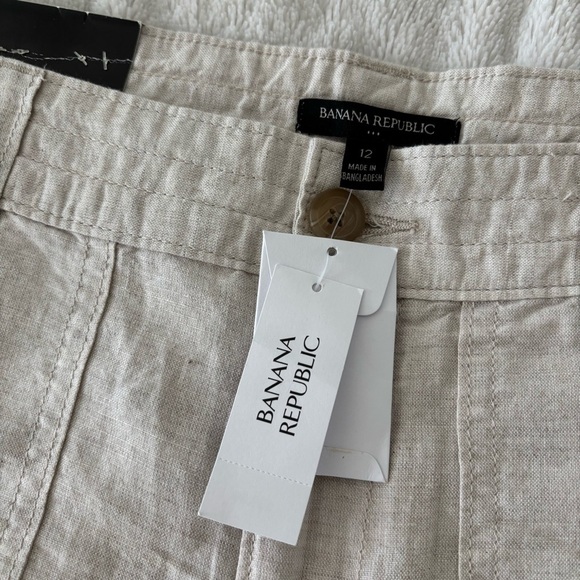 BANANA REPUBLIC
12
MADE IN
BANGLADESH
BANANA
REPUBLIC